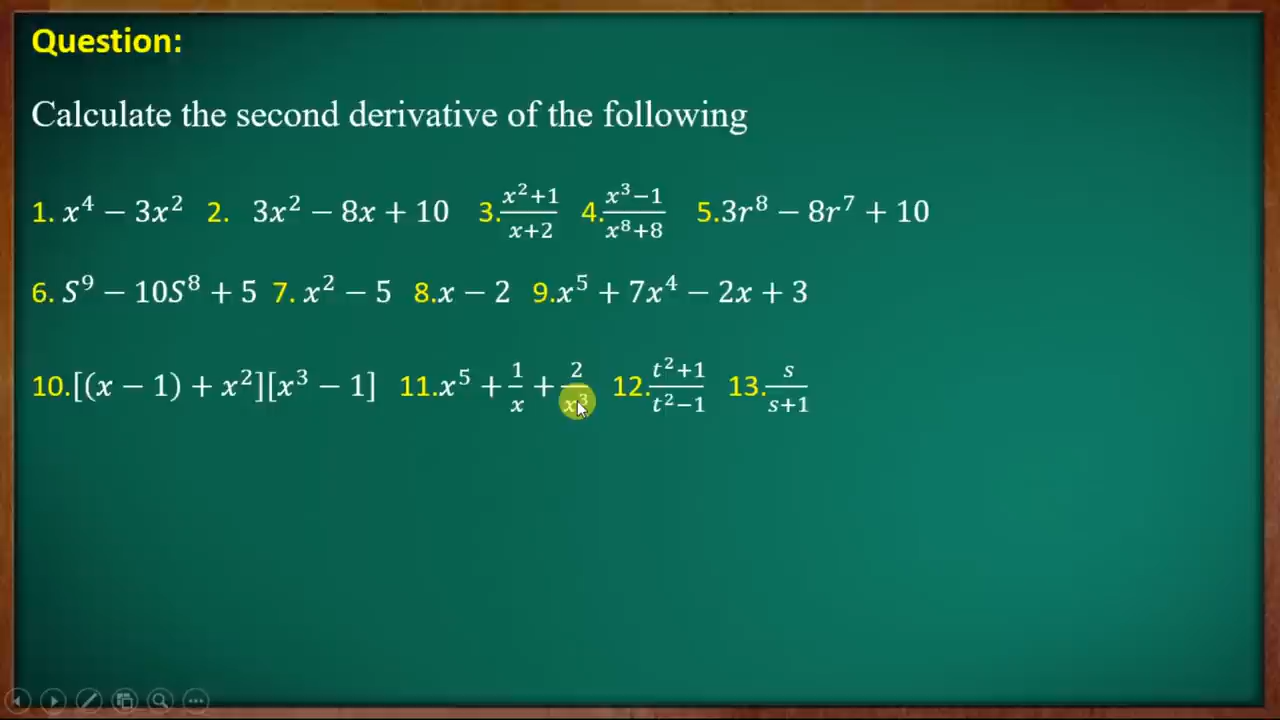 Question:
Calculate the second derivative of the following
1. x⁴ − 3x² 2. 3x² − 8x + 10 3. (x²+1)/(x+2) 4. (x³−1)/(x⁸+8) 5.3r⁸ − 8r⁷ + 10
6. S⁹ − 10S⁸ + 5 7. x² − 5 8.x − 2 9.x⁵ + 7x⁴ − 2x + 3
10.[(x − 1) + x²][x³ − 1] 11.x⁵ + 1/x + 2/x³ 12.(t²+1)/(t²−1) 13.s/(s+1)